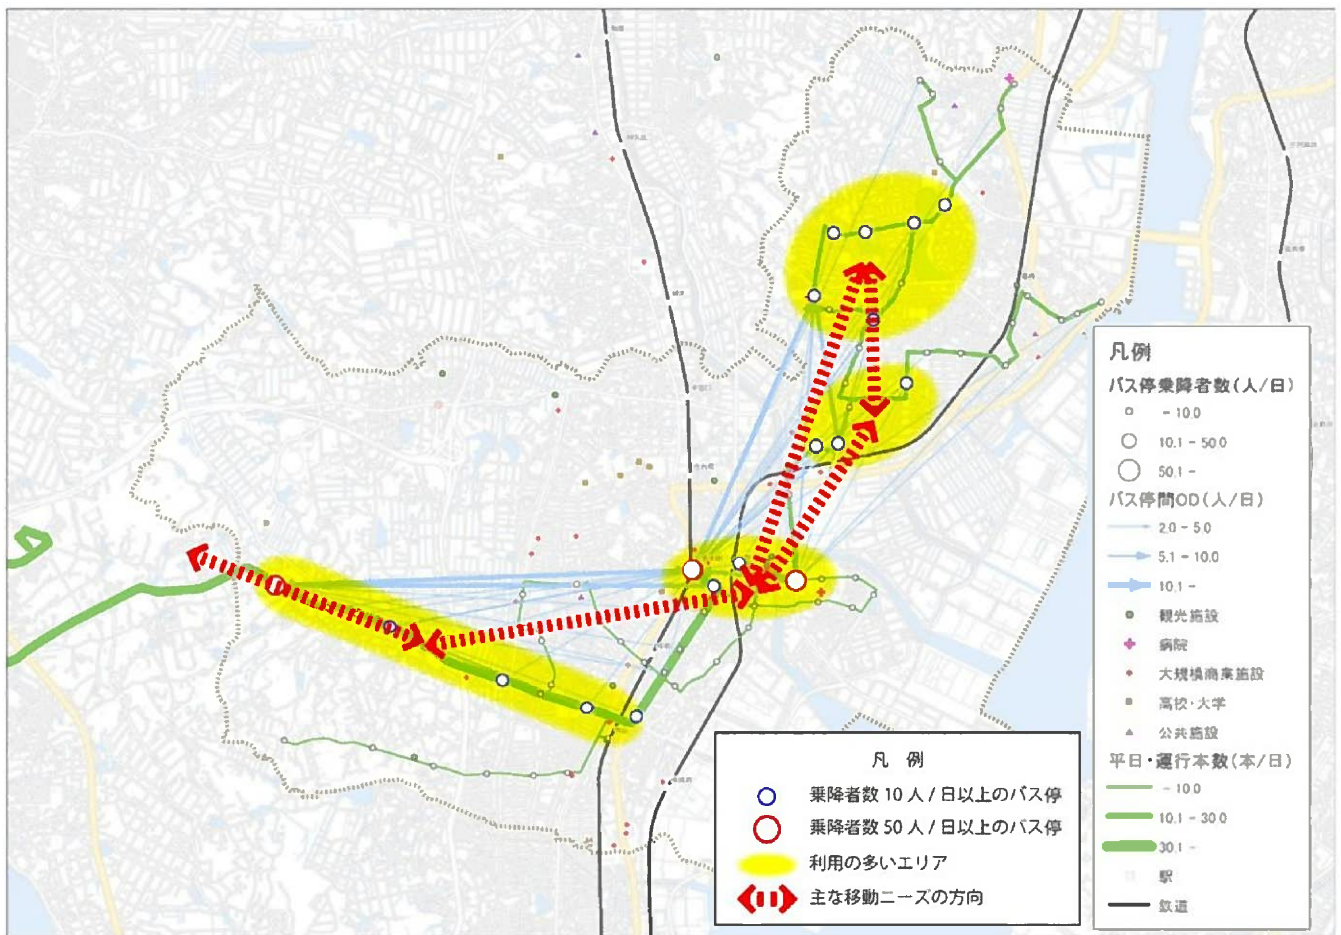 凡例
バス停乗降者数(人/日)
- 10.0
10.1 - 50.0
50.1 -
バス停間OD(人/日)
2.0 - 5.0
5.1 - 10.0
10.1 -
観光施設
病院
大規模商業施設
高校・大学
公共施設
平日・運行本数(本/日)
- 10.0
10.1 - 30.0
30.1 -
駅
鉄道
凡 例
乗降者数 10 人 / 日以上のバス停
乗降者数 50 人 / 日以上のバス停
利用の多いエリア
主な移動ニーズの方向